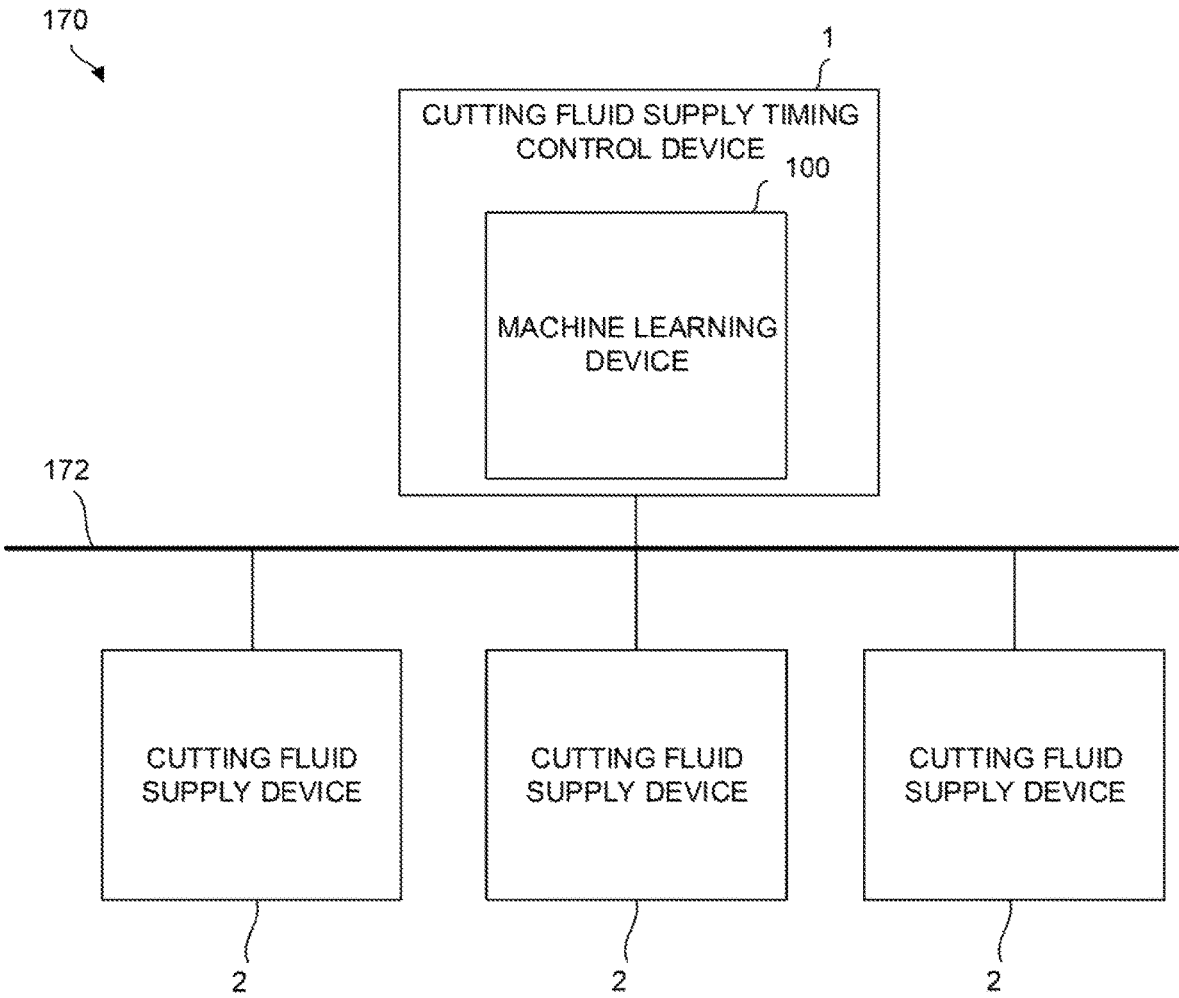 170
1
CUTTING FLUID SUPPLY TIMING
CONTROL DEVICE
100
MACHINE LEARNING
DEVICE
172
CUTTING FLUID
SUPPLY DEVICE
CUTTING FLUID
SUPPLY DEVICE
CUTTING FLUID
SUPPLY DEVICE
2
2
2